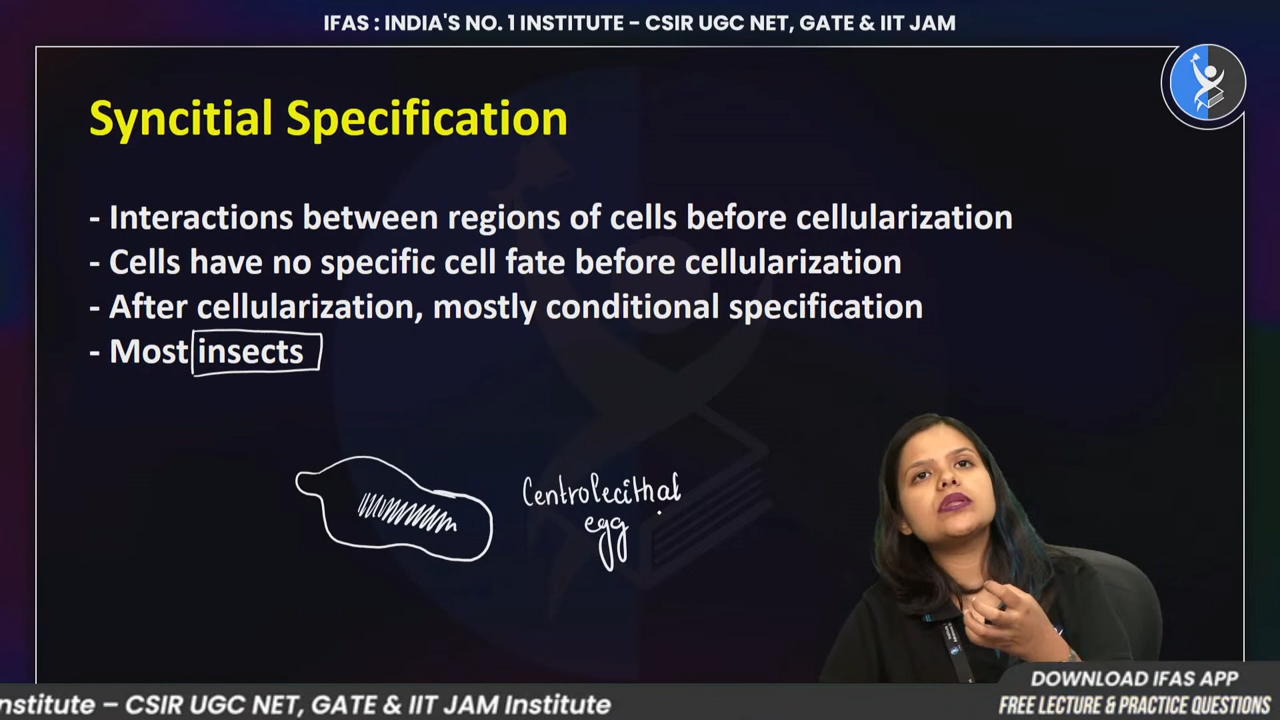 IFAS : INDIA'S NO. 1 INSTITUTE – CSIR UGC NET, GATE & IIT JAM
Syncitial Specification
- Interactions between regions of cells before cellularization
- Cells have no specific cell fate before cellularization
- After cellularization, mostly conditional specification
- Most insects
Centrolecithal
egg
DOWNLOAD IFAS APP
nstitute – CSIR UGC NET, GATE & IIT JAM Institute
FREE LECTURE & PRACTICE QUESTIONS